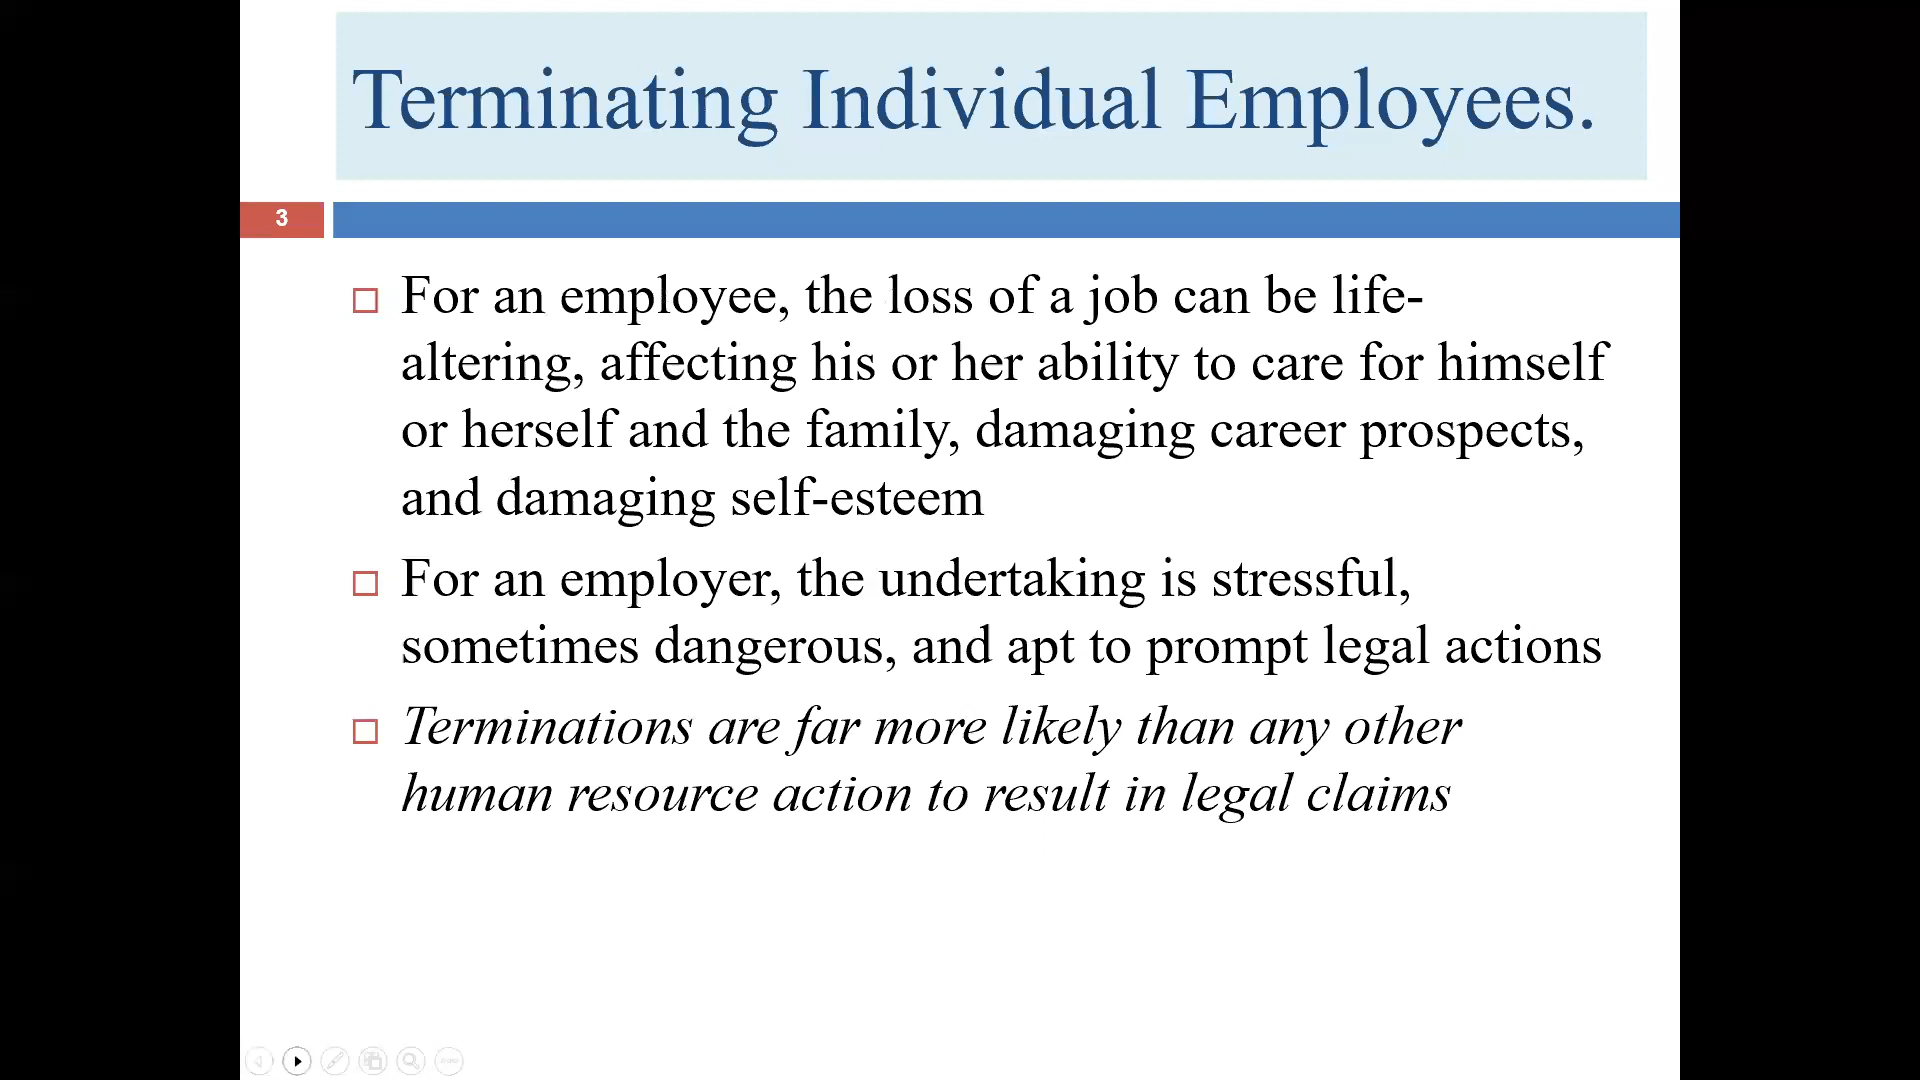 Terminating Individual Employees.
3
For an employee, the loss of a job can be life-
altering, affecting his or her ability to care for himself
or herself and the family, damaging career prospects,
and damaging self-esteem
For an employer, the undertaking is stressful,
sometimes dangerous, and apt to prompt legal actions
Terminations are far more likely than any other
human resource action to result in legal claims